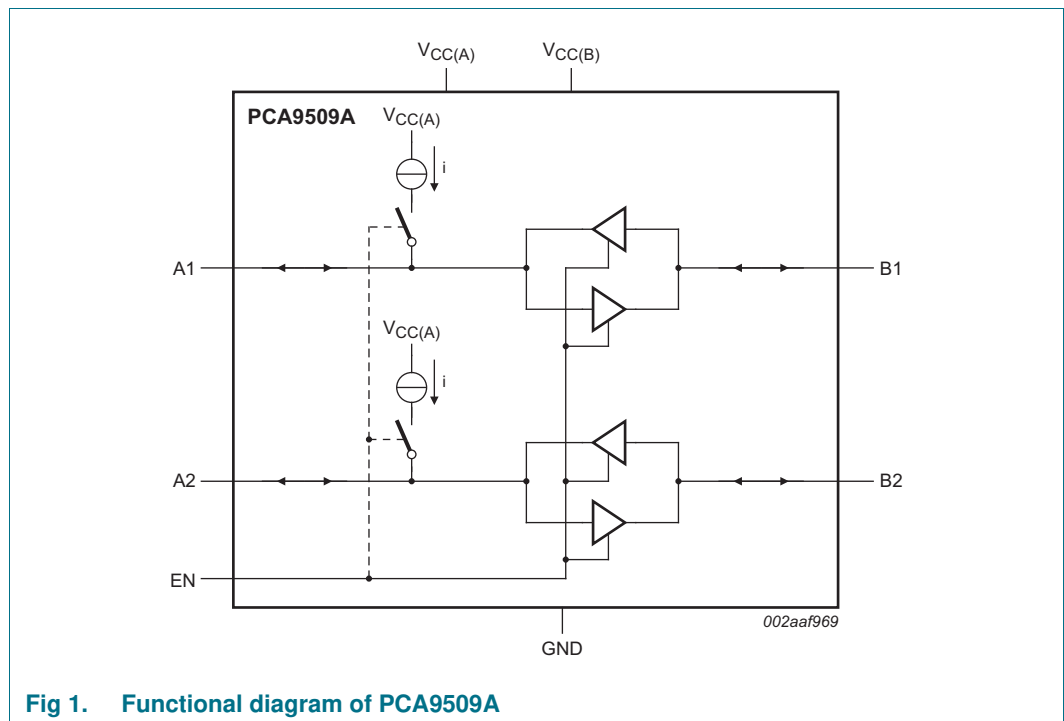 VCC(A) VCC(B)
PCA9509A
VCC(A)
i
A1 B1
VCC(A)
i
A2 B2
EN
002aaf969
GND
Fig 1. Functional diagram of PCA9509A